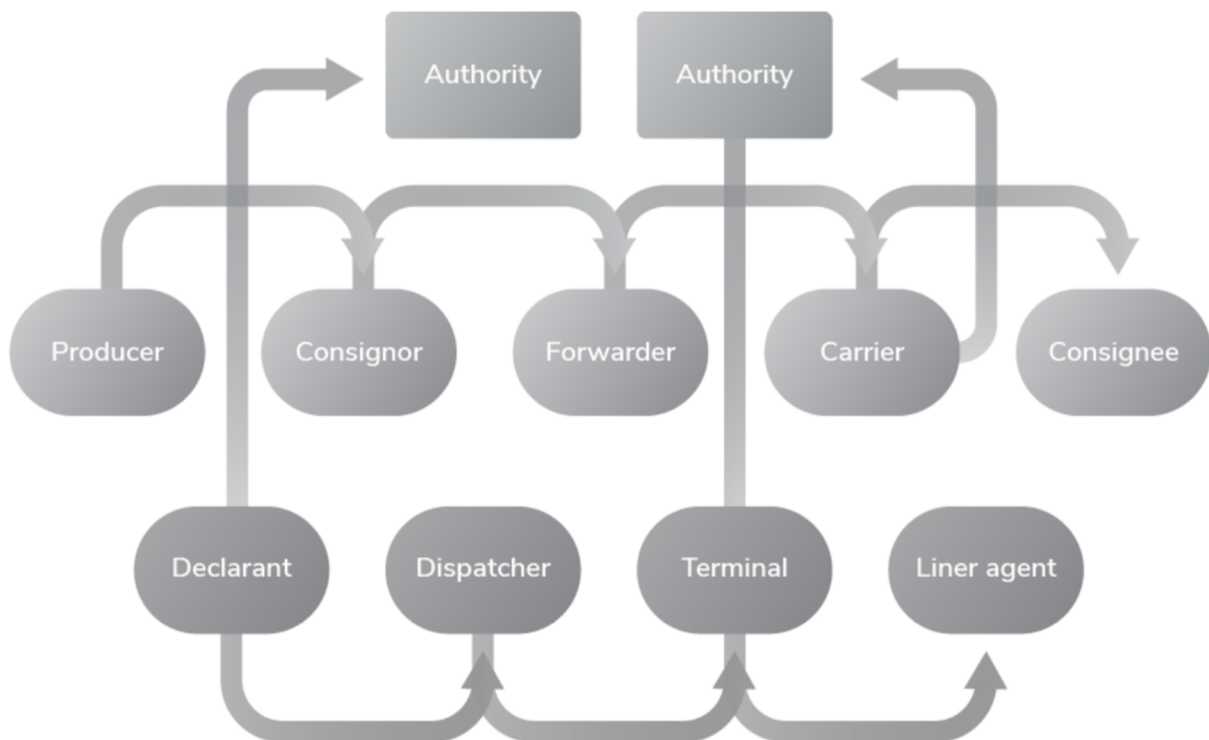 Authority
Authority
Producer
Consignor
Forwarder
Carrier
Consignee
Declarant
Dispatcher
Terminal
Liner agent